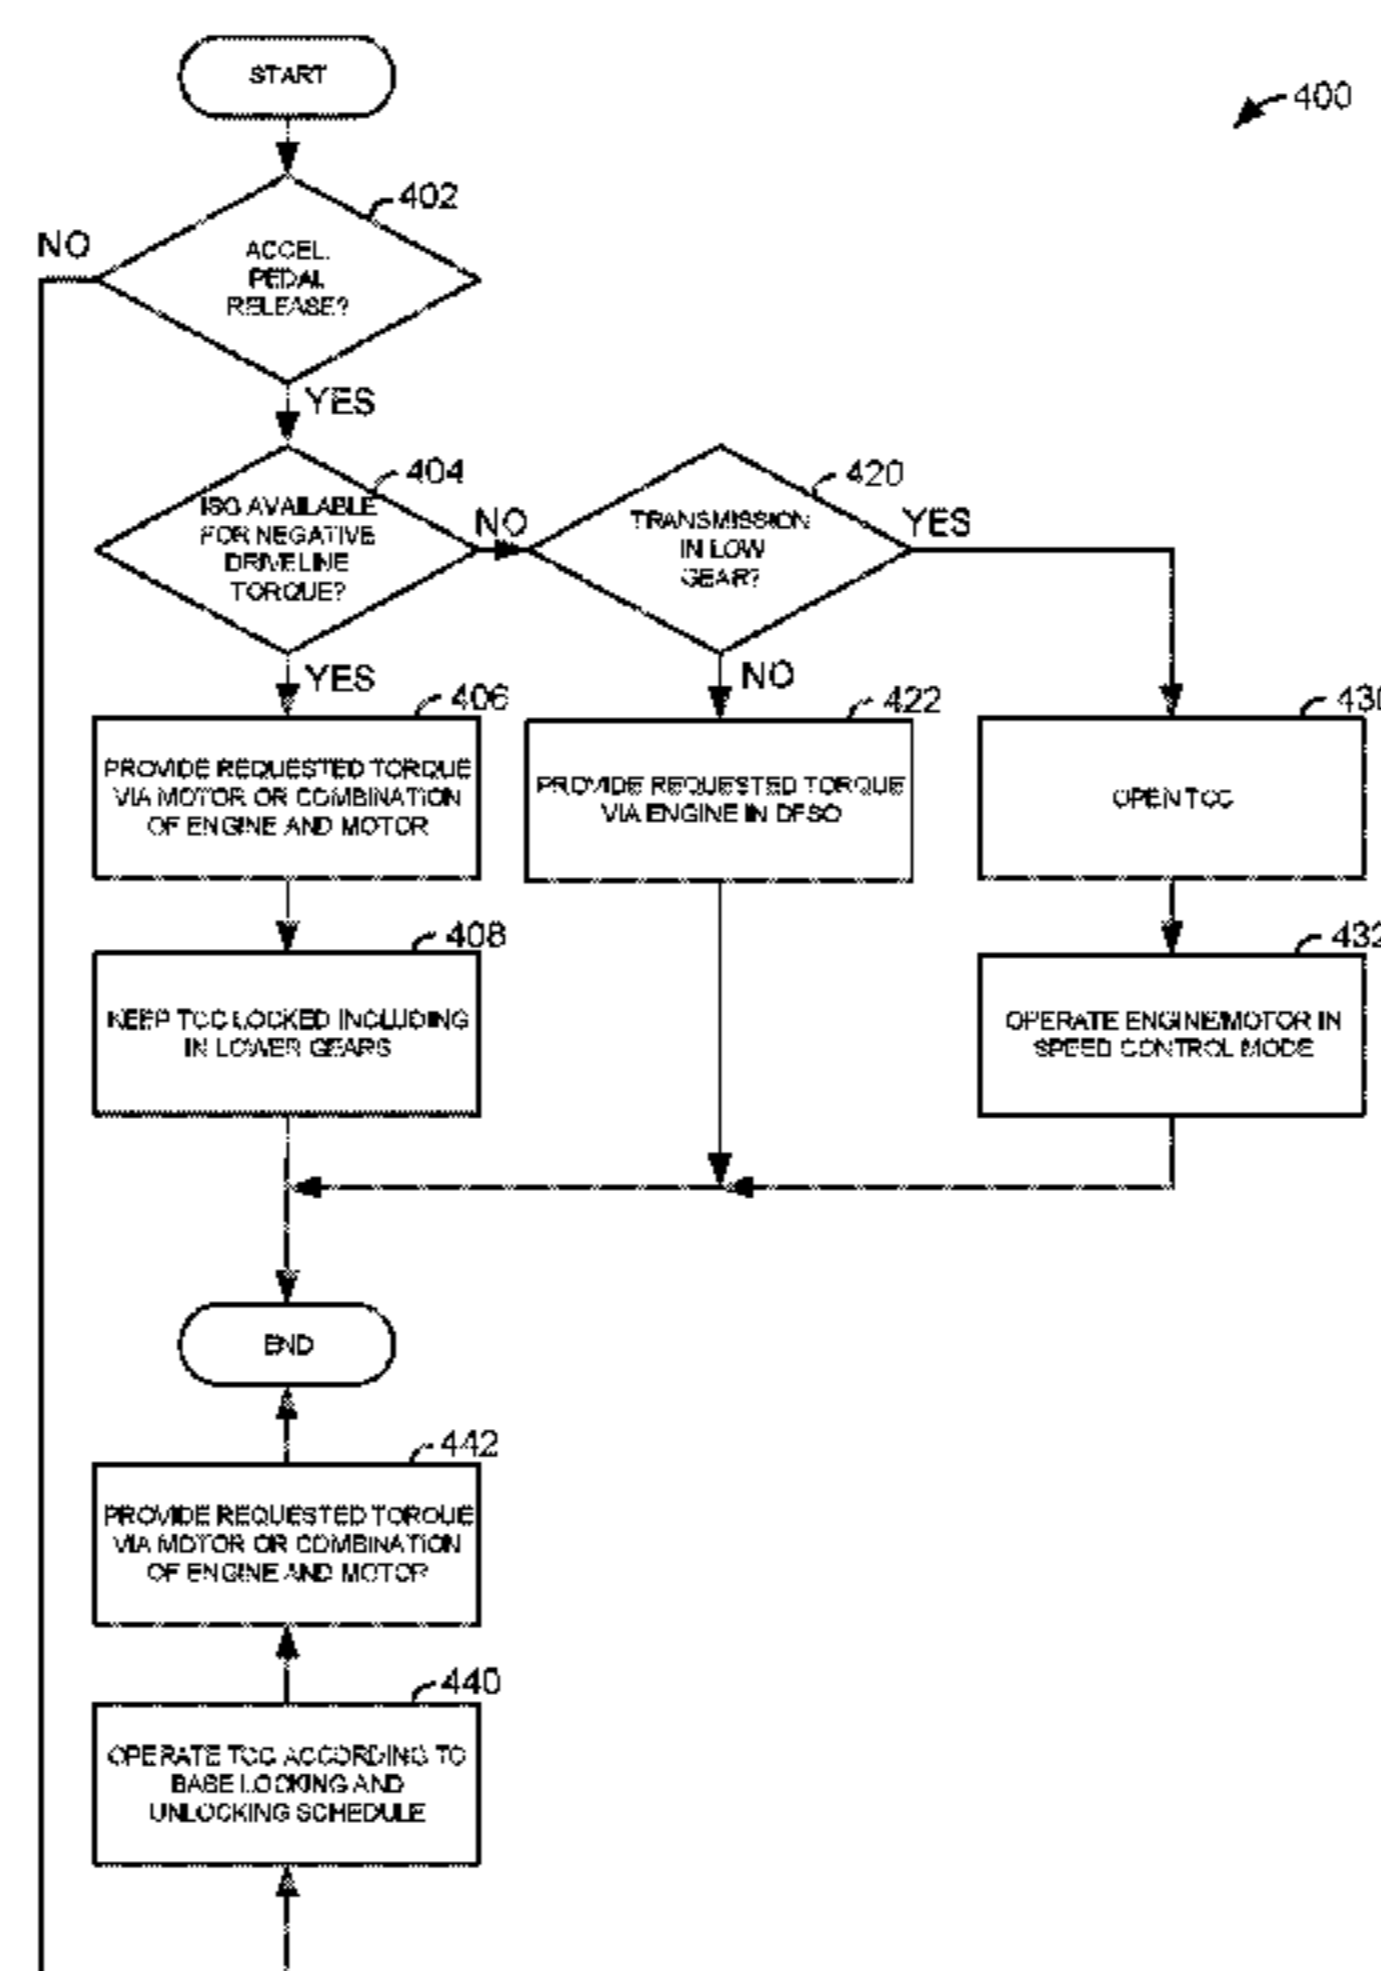 START
400
402
NO
ACCEL.
PEDAL
RELEASE?
YES
404
ISG AVAILABLE
FOR NEGATIVE
DRIVELINE
TORQUE?
NO
420
TRANSMISSION
IN LOW
GEAR?
YES
YES
NO
406
PROVIDE REQUESTED TORQUE
VIA MOTOR OR COMBINATION
OF ENGINE AND MOTOR
422
PROVIDE REQUESTED TORQUE
VIA ENGINE IN DFSO
430
OPEN TCC
408
KEEP TCC LOCKED INCLUDING
IN LOWER GEARS
432
OPERATE ENGINE/MOTOR IN
SPEED CONTROL MODE
END
442
PROVIDE REQUESTED TORQUE
VIA MOTOR OR COMBINATION
OF ENGINE AND MOTOR
440
OPERATE TCC ACCORDING TO
BASE LOCKING AND
UNLOCKING SCHEDULE